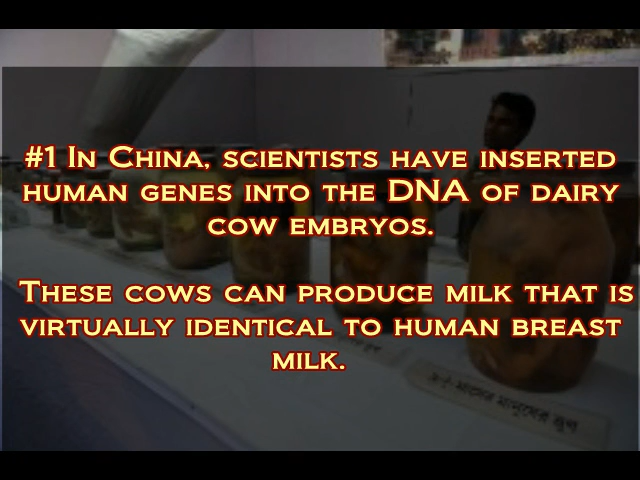 #1 In China, scientists have inserted
human genes into the DNA of dairy
cow embryos.
These cows can produce milk that is
virtually identical to human breast
milk.
মাসের মানুষের ভ্রূণ